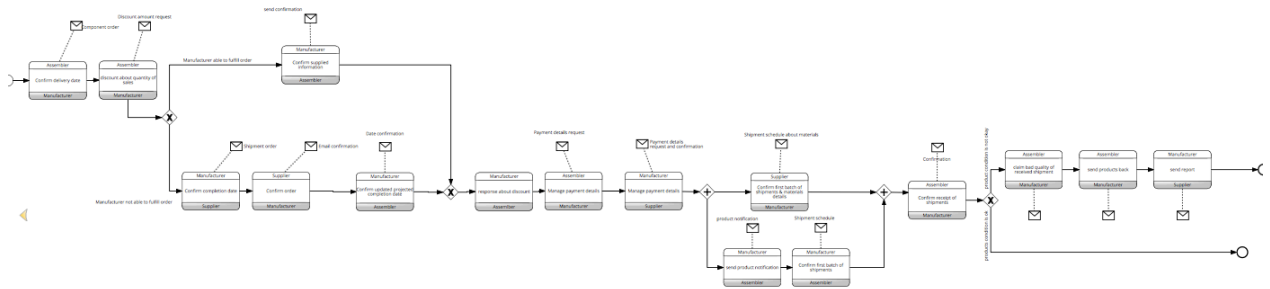 Component order
Assembler
Confirm delivery date
Manufacturer
Discount amount request
Assembler
discount about quantity of
sales
Manufacturer
Manufacturer able to fulfill order
send confirmation
Manufacturer
Confirm supplied
information
Assembler
Manufacturer not able to fulfill order
Shipment order
Manufacturer
Confirm completion date
Supplier
Email confirmation
Supplier
Confirm order
Manufacturer
Date confirmation
Manufacturer
Confirm updated projected
completion date
Assembler
Manufacturer
response about discount
Assembler
Payment details request
Assembler
Manage payment details
Manufacturer
Payment details
request and confirmation
Manufacturer
Manage payment details
Supplier
Shipment schedule about materials
Supplier
Confirm first batch of
shipments & materials
details
Manufacturer
product notification
Manufacturer
send product notification
Assembler
Shipment schedule
Manufacturer
Confirm first batch of
shipments
Assembler
Confirmation
Assembler
Confirm receipt of
shipments
Manufacturer
product condition is not okay
products condition is ok
Assembler
claim bad quality of
received shipment
Manufacturer
Assembler
send products back
Manufacturer
Manufacturer
send report
Supplier